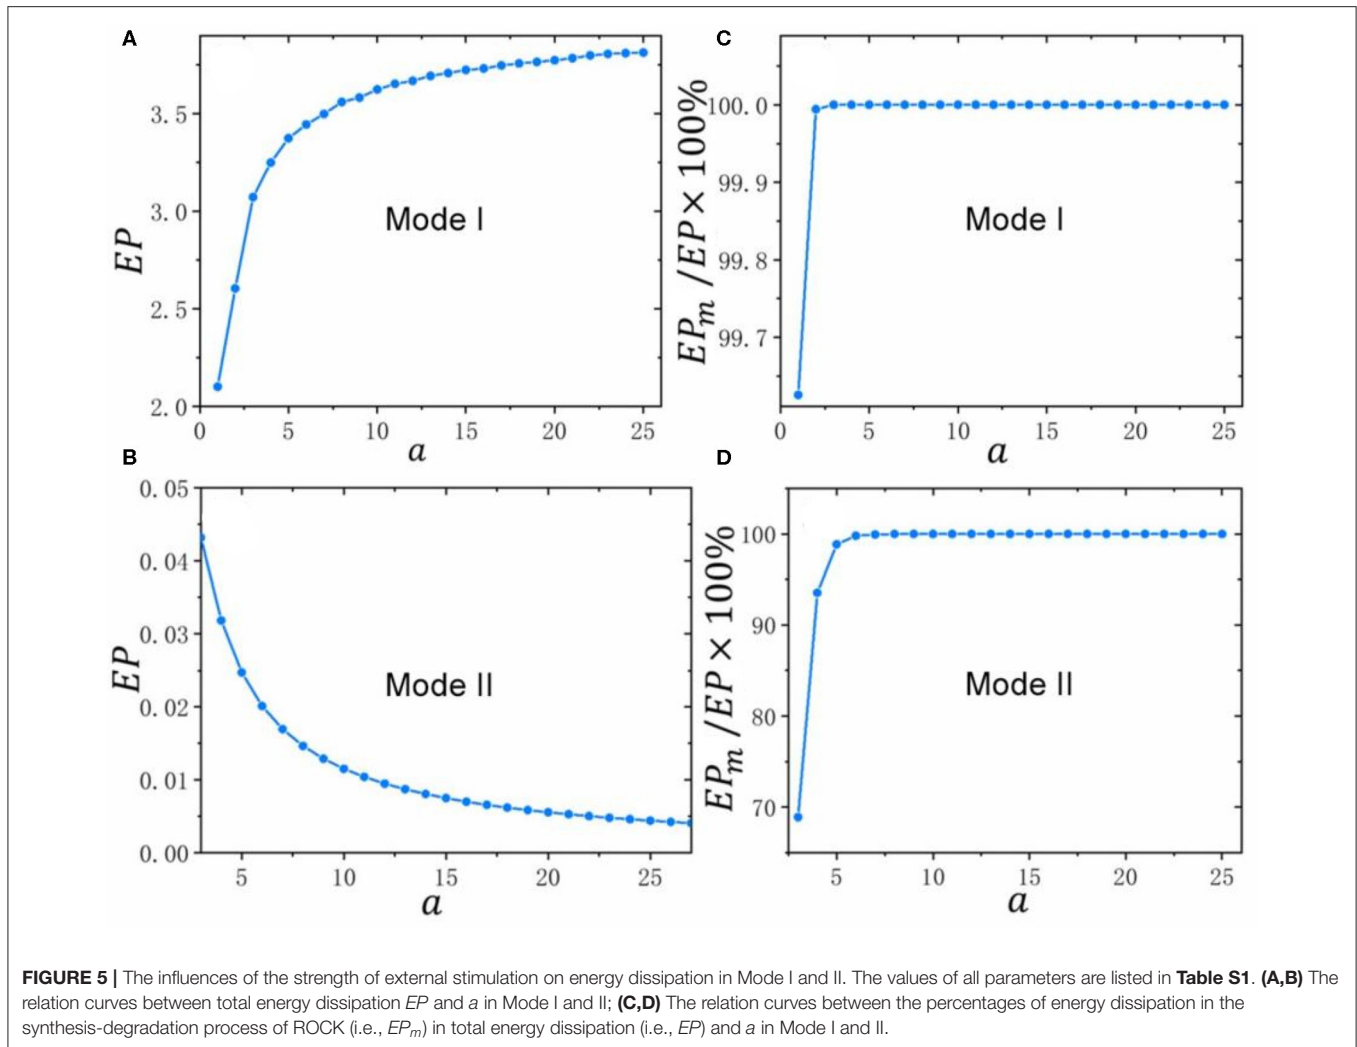 A
EP
3.5
3.0
2.5
2.0
Mode I
0 5 10 15 20 25
a
C
EPm /EP × 100%
100.0
99.9
99.8
99.7
Mode I
0 5 10 15 20 25
a
B
EP
0.05
0.04
0.03
0.02
0.01
0.00
Mode II
5 10 15 20 25
a
D
EPm /EP × 100%
100
90
80
70
Mode II
5 10 15 20 25
a
FIGURE 5 | The influences of the strength of external stimulation on energy dissipation in Mode I and II. The values of all parameters are listed in Table S1. (A,B) The
relation curves between total energy dissipation EP and a in Mode I and II; (C,D) The relation curves between the percentages of energy dissipation in the
synthesis-degradation process of ROCK (i.e., EPm) in total energy dissipation (i.e., EP) and a in Mode I and II.